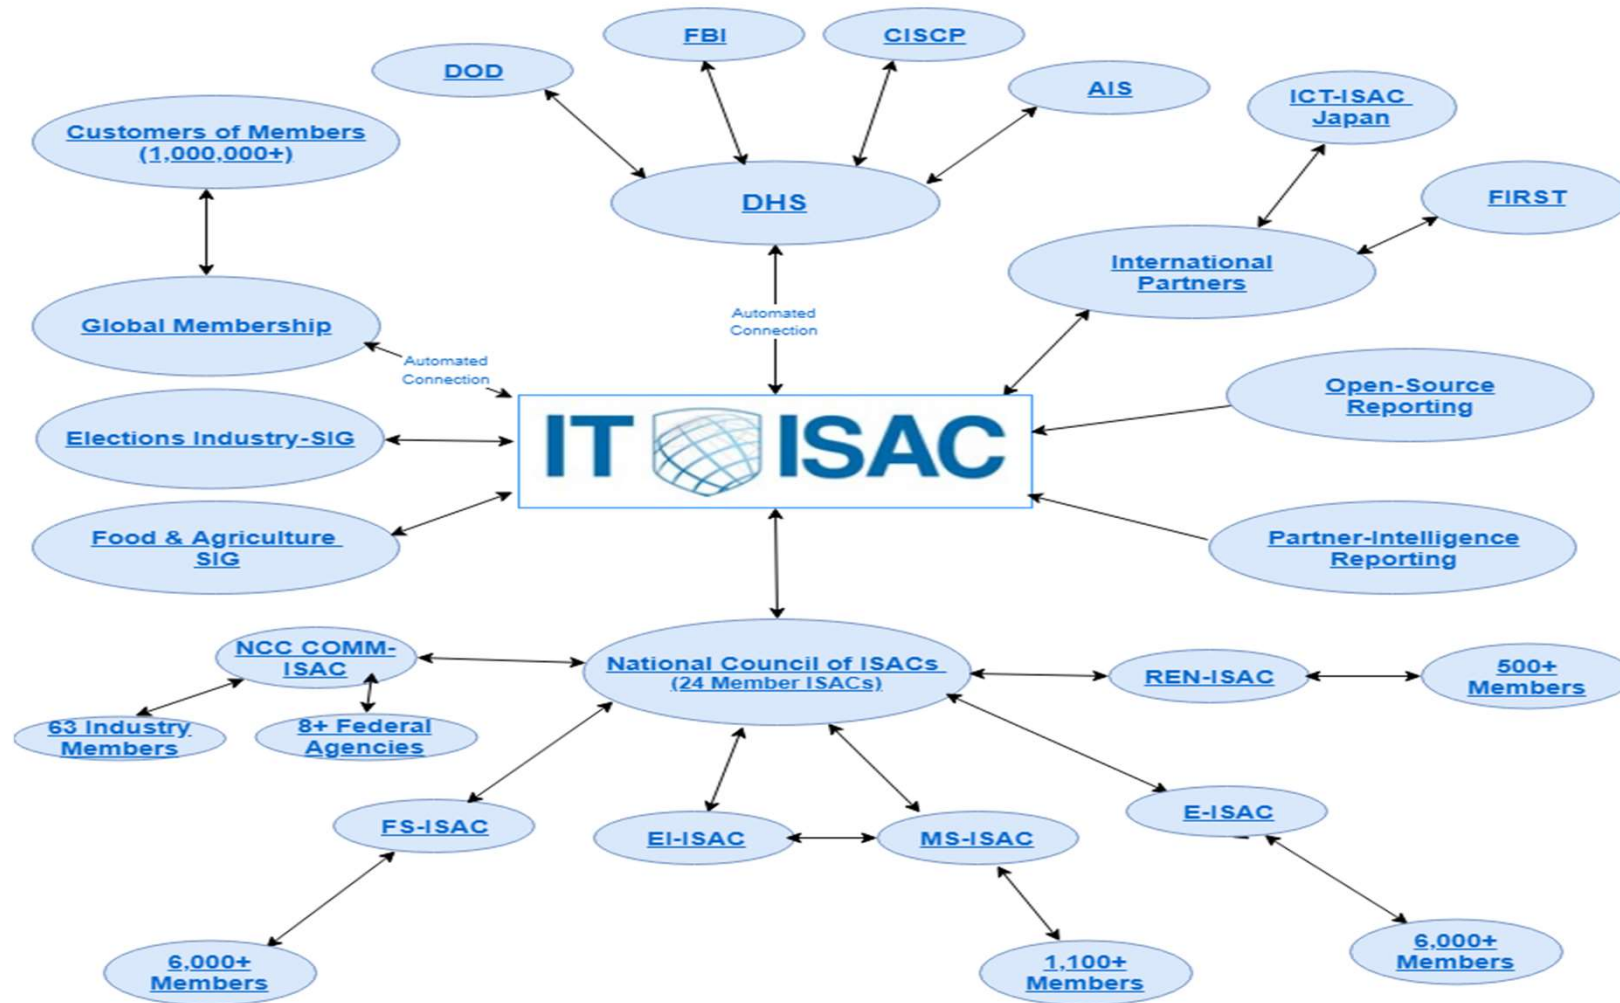 FBI
CISCP
DOD
AIS
ICT-ISAC
Japan
Customers of Members
(1,000,000+)
DHS
FIRST
International
Partners
Global Membership
Automated
Connection
Automated
Connection
Open-Source
Reporting
Elections Industry-SIG
IT ISAC
Food & Agriculture
SIG
Partner-Intelligence
Reporting
NCC COMM-
ISAC
National Council of ISACs
(24 Member ISACs)
REN-ISAC
500+
Members
63 Industry
Members
8+ Federal
Agencies
FS-ISAC
EI-ISAC
MS-ISAC
E-ISAC
6,000+
Members
1,100+
Members
6,000+
Members